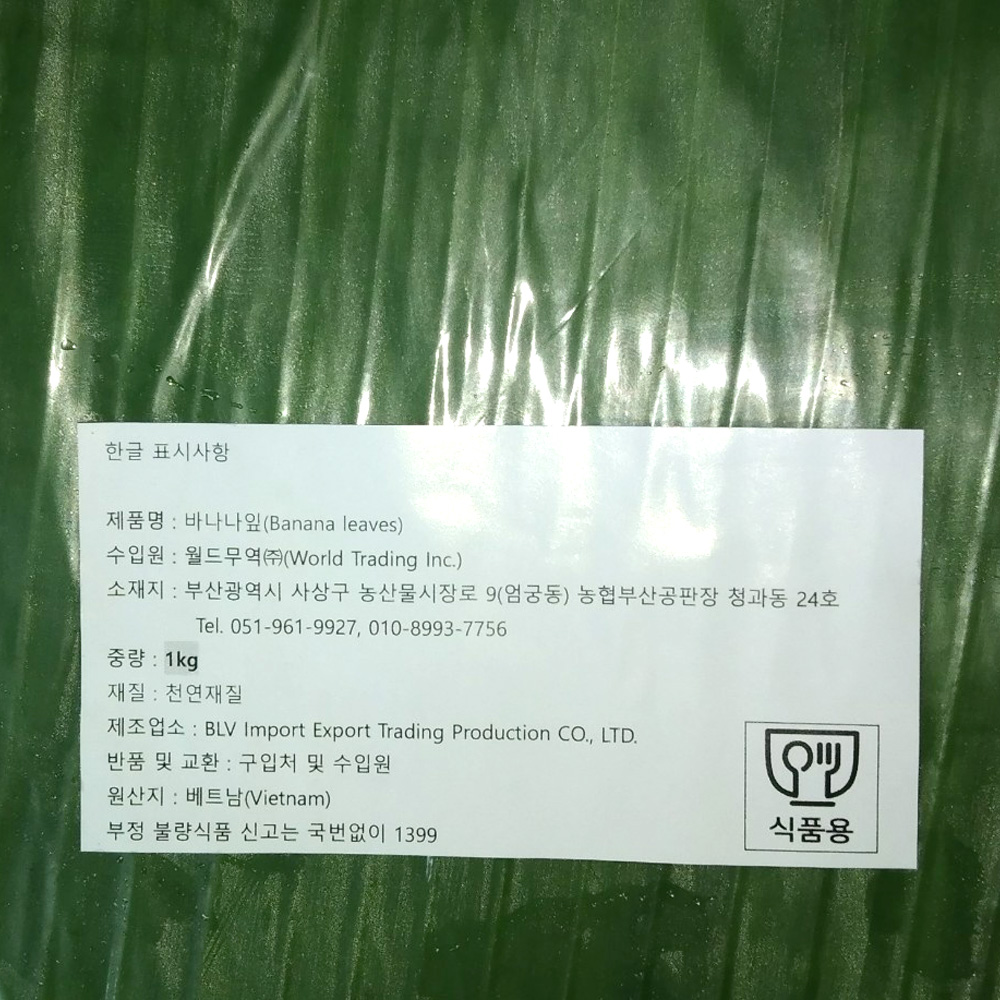 한글 표시사항
제품명 : 바나나잎(Banana leaves)
수입원 : 월드무역㈜(World Trading Inc.)
소재지 : 부산광역시 사상구 농산물시장로 9(엄궁동) 농협부산공판장 청과동 24호
Tel. 051-961-9927, 010-8993-7756
중량 : 1kg
재질 : 천연재질
제조업소 : BLV Import Export Trading Production CO., LTD.
반품 및 교환 : 구입처 및 수입원
원산지 : 베트남(Vietnam)
부정 불량식품 신고는 국번없이 1399
식품용